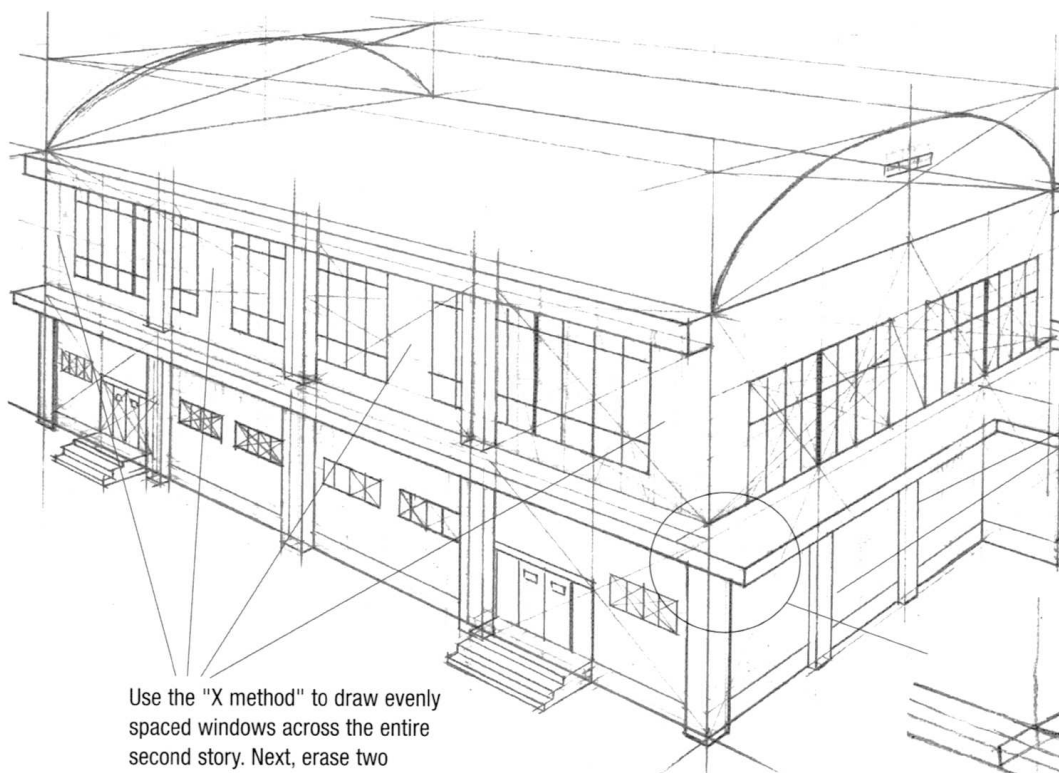 Use the "X method" to draw evenly
spaced windows across the entire
second story. Next, erase two